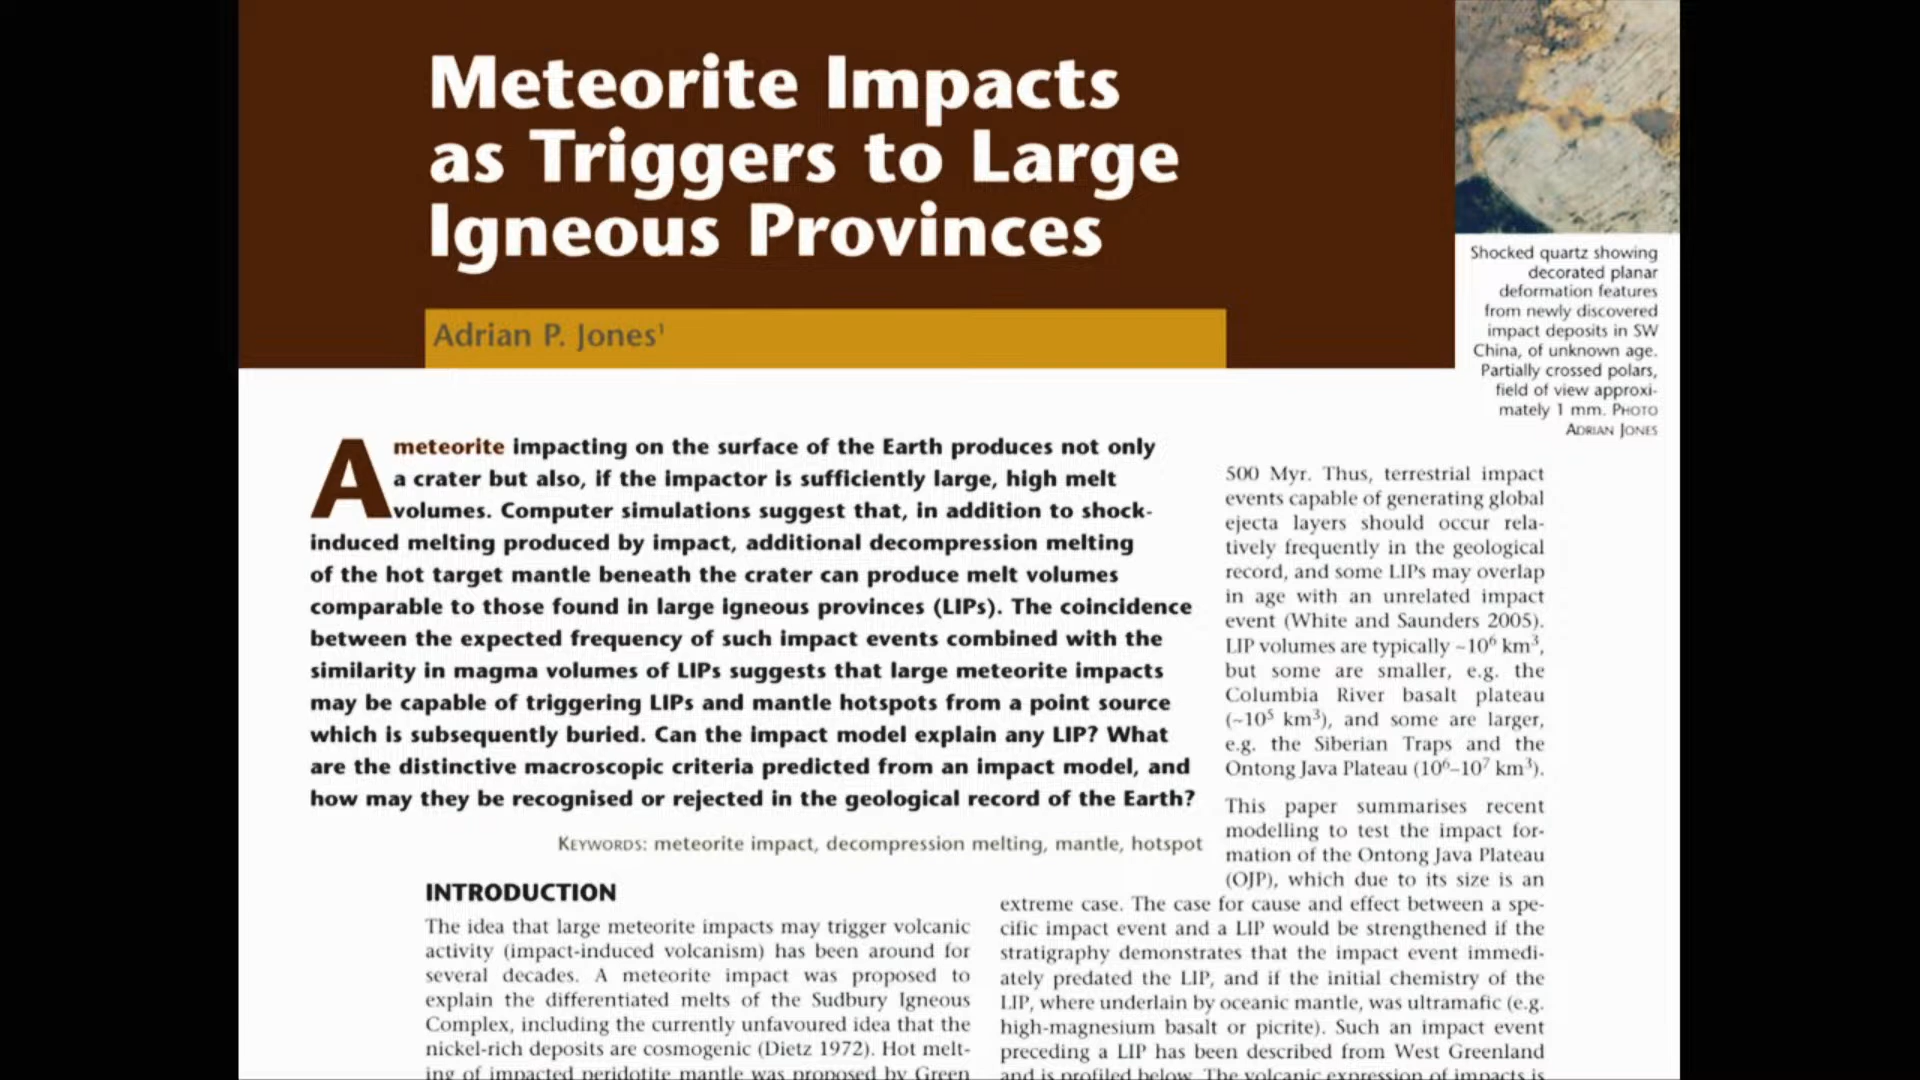 Meteorite Impacts
as Triggers to Large
Igneous Provinces
Adrian P. Jones¹
Shocked quartz showing
decorated planar
deformation features
from newly discovered
impact deposits in SW
China, of unknown age.
Partially crossed polars,
field of view approxi-
mately 1 mm. PHOTO
ADRIAN JONES
A meteorite impacting on the surface of the Earth produces not only
a crater but also, if the impactor is sufficiently large, high melt
volumes. Computer simulations suggest that, in addition to shock-
induced melting produced by impact, additional decompression melting
of the hot target mantle beneath the crater can produce melt volumes
comparable to those found in large igneous provinces (LIPs). The coincidence
between the expected frequency of such impact events combined with the
similarity in magma volumes of LIPs suggests that large meteorite impacts
may be capable of triggering LIPs and mantle hotspots from a point source
which is subsequently buried. Can the impact model explain any LIP? What
are the distinctive macroscopic criteria predicted from an impact model, and
how may they be recognised or rejected in the geological record of the Earth?
KEYWORDS: meteorite impact, decompression melting, mantle, hotspot
INTRODUCTION
The idea that large meteorite impacts may trigger volcanic
activity (impact-induced volcanism) has been around for
several decades. A meteorite impact was proposed to
explain the differentiated melts of the Sudbury Igneous
Complex, including the currently unfavoured idea that the
nickel-rich deposits are cosmogenic (Dietz 1972). Hot melt-
ing of impacted peridotite mantle was proposed by Green
500 Myr. Thus, terrestrial impact
events capable of generating global
ejecta layers should occur rela-
tively frequently in the geological
record, and some LIPs may overlap
in age with an unrelated impact
event (White and Saunders 2005).
LIP volumes are typically ~10⁶ km³,
but some are smaller, e.g. the
Columbia River basalt plateau
(~10⁵ km³), and some are larger,
e.g. the Siberian Traps and the
Ontong Java Plateau (10⁶–10⁷ km³).
This paper summarises recent
modelling to test the impact for-
mation of the Ontong Java Plateau
(OJP), which due to its size is an
extreme case. The case for cause and effect between a spe-
cific impact event and a LIP would be strengthened if the
stratigraphy demonstrates that the impact event immedi-
ately predated the LIP, and if the initial chemistry of the
LIP, where underlain by oceanic mantle, was ultramafic (e.g.
high-magnesium basalt or picrite). Such an impact event
preceding a LIP has been described from West Greenland
and is profiled below. The volcanic expression of impacts is